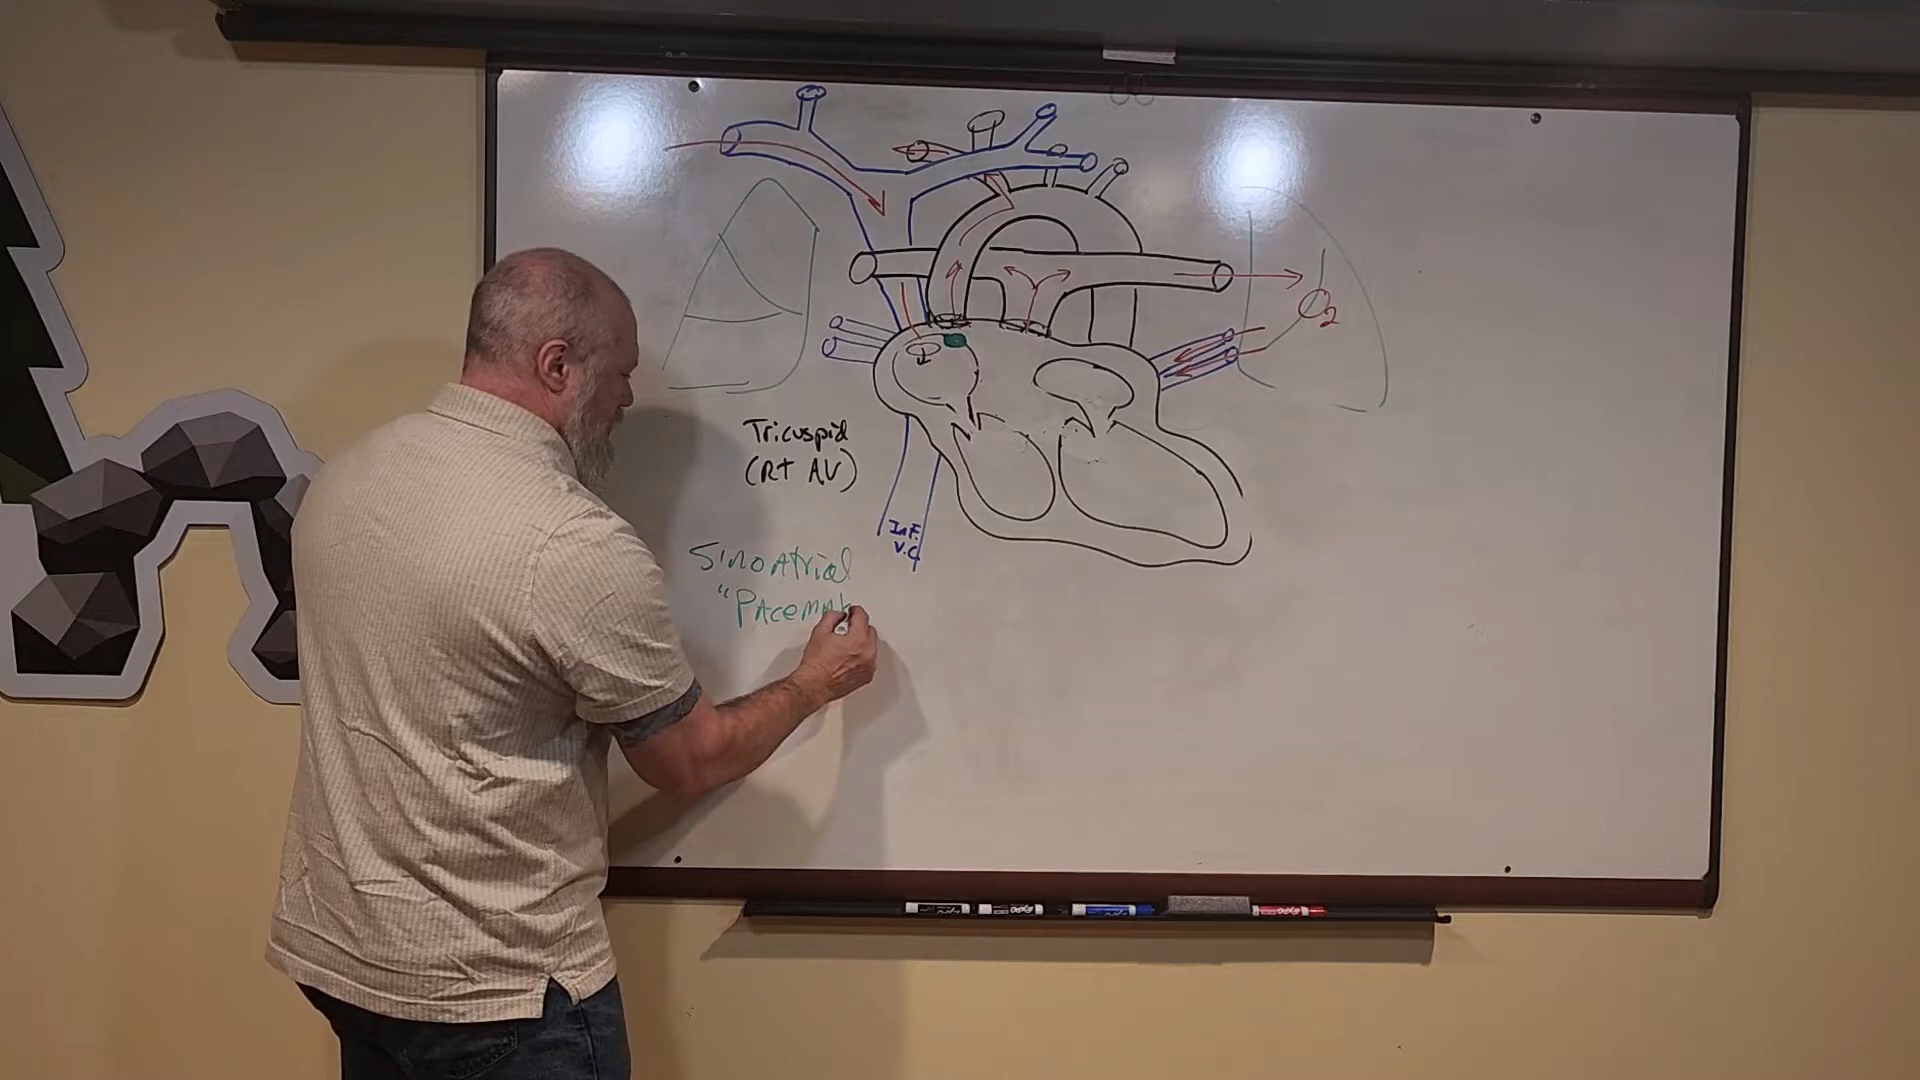 O2
Tricuspid
(Rt AV)
Inf.
V.C.
Sinoatrial
"Pacemak